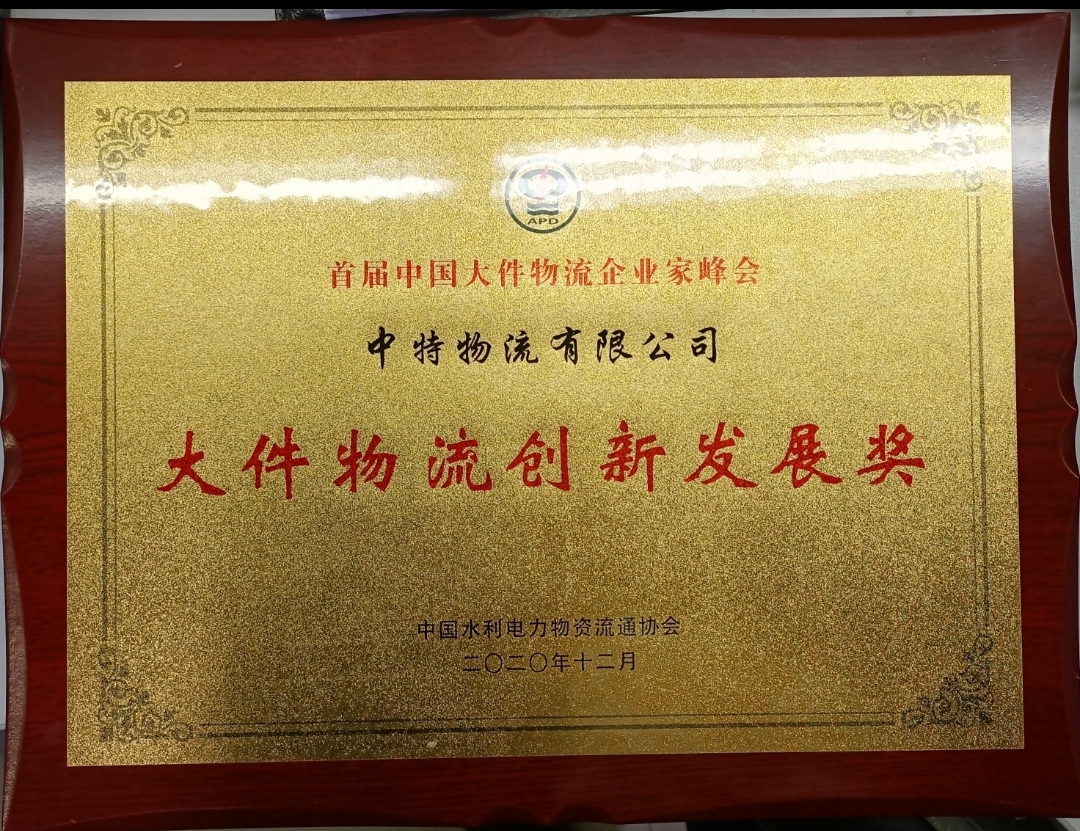 APD
首届中国大件物流企业家峰会
中特物流有限公司
大件物流创新发展奖
中国水利电力物资流通协会
二〇二〇年十二月